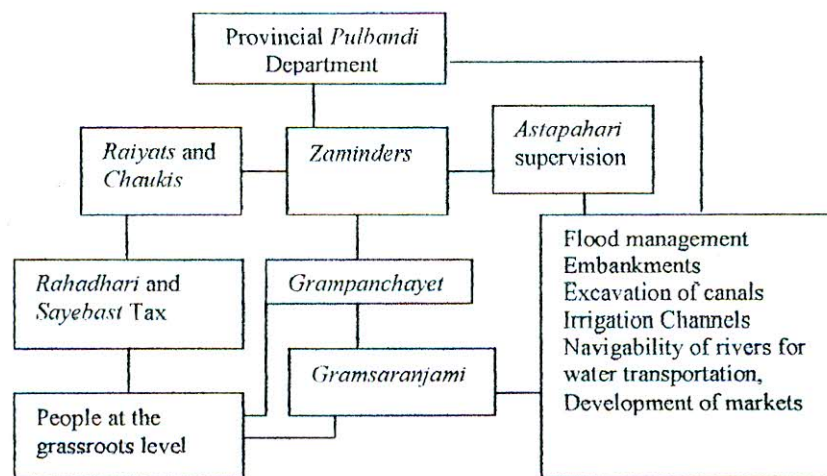 Provincial Pulbandi
Department
Raiyats and
Chaukis
Zaminders
Astapahari
supervision
Rahadhari and
Sayebast Tax
Grampanchayet
Flood management
Embankments
Excavation of canals
Irrigation Channels
Navigability of rivers for
water transportation,
Development of markets
Gramsaranjami
People at the
grassroots level